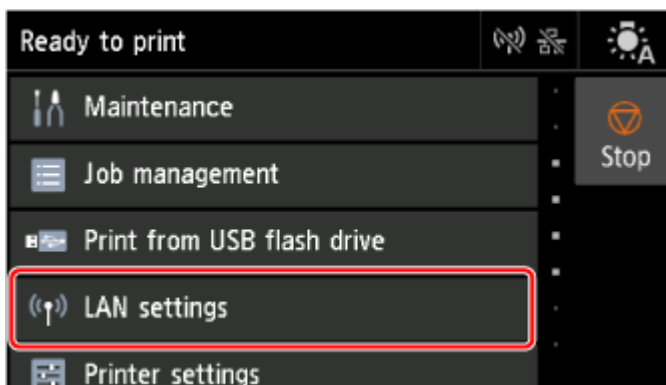 Ready to print
A
Maintenance
Stop
Job management
Print from USB flash drive
LAN settings
Printer settings